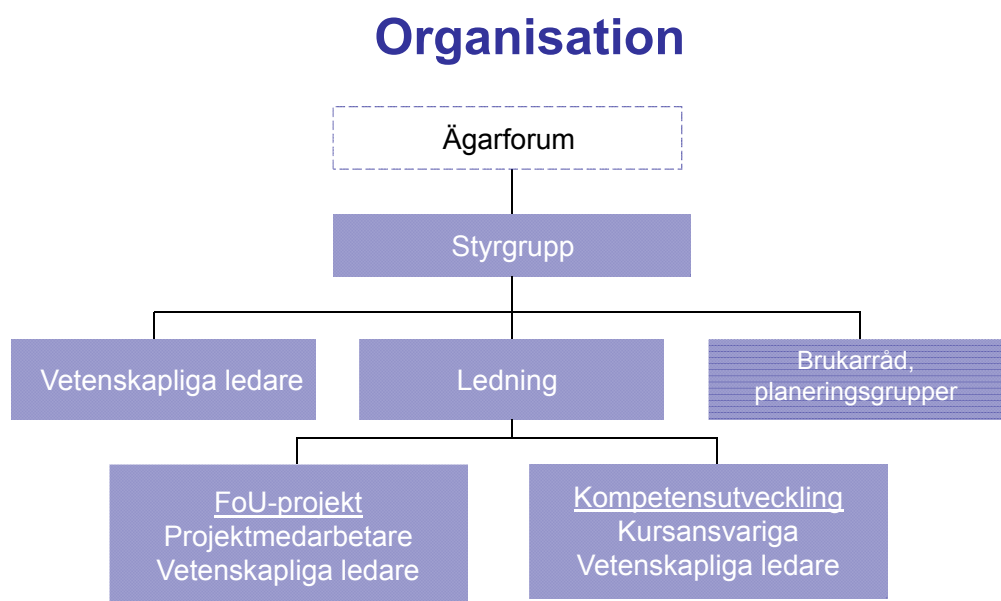 Organisation
Ägarforum
Styrgrupp
Vetenskapliga ledare
Ledning
Brukarråd,
planeringsgrupper
FoU-projekt
Projektmedarbetare
Vetenskapliga ledare
Kompetensutveckling
Kursansvariga
Vetenskapliga ledare